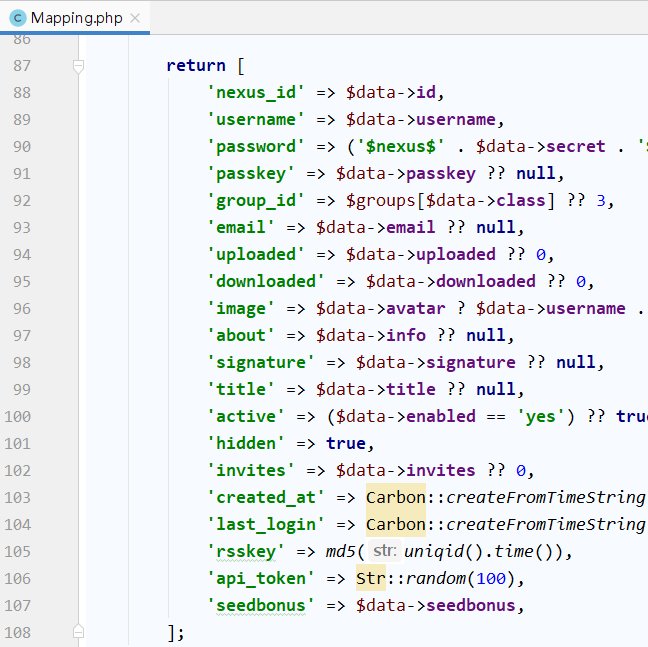 C Mapping.php ×
86
87 return [
88 'nexus_id' => $data->id,
89 'username' => $data->username,
90 'password' => ('$nexus$' . $data->secret . '$
91 'passkey' => $data->passkey ?? null,
92 'group_id' => $groups[$data->class] ?? 3,
93 'email' => $data->email ?? null,
94 'uploaded' => $data->uploaded ?? 0,
95 'downloaded' => $data->downloaded ?? 0,
96 'image' => $data->avatar ? $data->username .
97 'about' => $data->info ?? null,
98 'signature' => $data->signature ?? null,
99 'title' => $data->title ?? null,
100 'active' => ($data->enabled == 'yes') ?? true
101 'hidden' => true,
102 'invites' => $data->invites ?? 0,
103 'created_at' => Carbon::createFromTimeString
104 'last_login' => Carbon::createFromTimeString
105 'rsskey' => md5( str: uniqid().time()),
106 'api_token' => Str::random(100),
107 'seedbonus' => $data->seedbonus,
108 ];